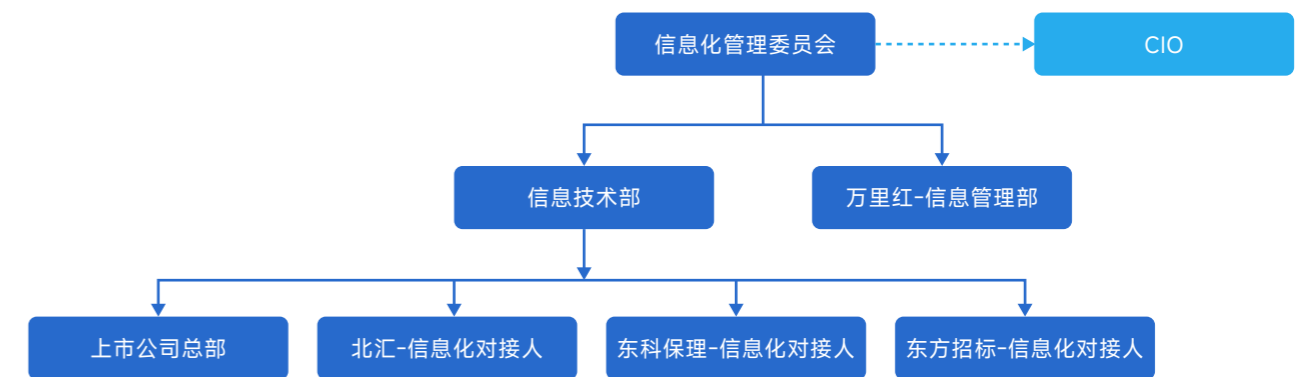 信息化管理委员会
CIO
信息技术部
万里红-信息管理部
上市公司总部
北汇-信息化对接人
东科保理-信息化对接人
东方招标-信息化对接人